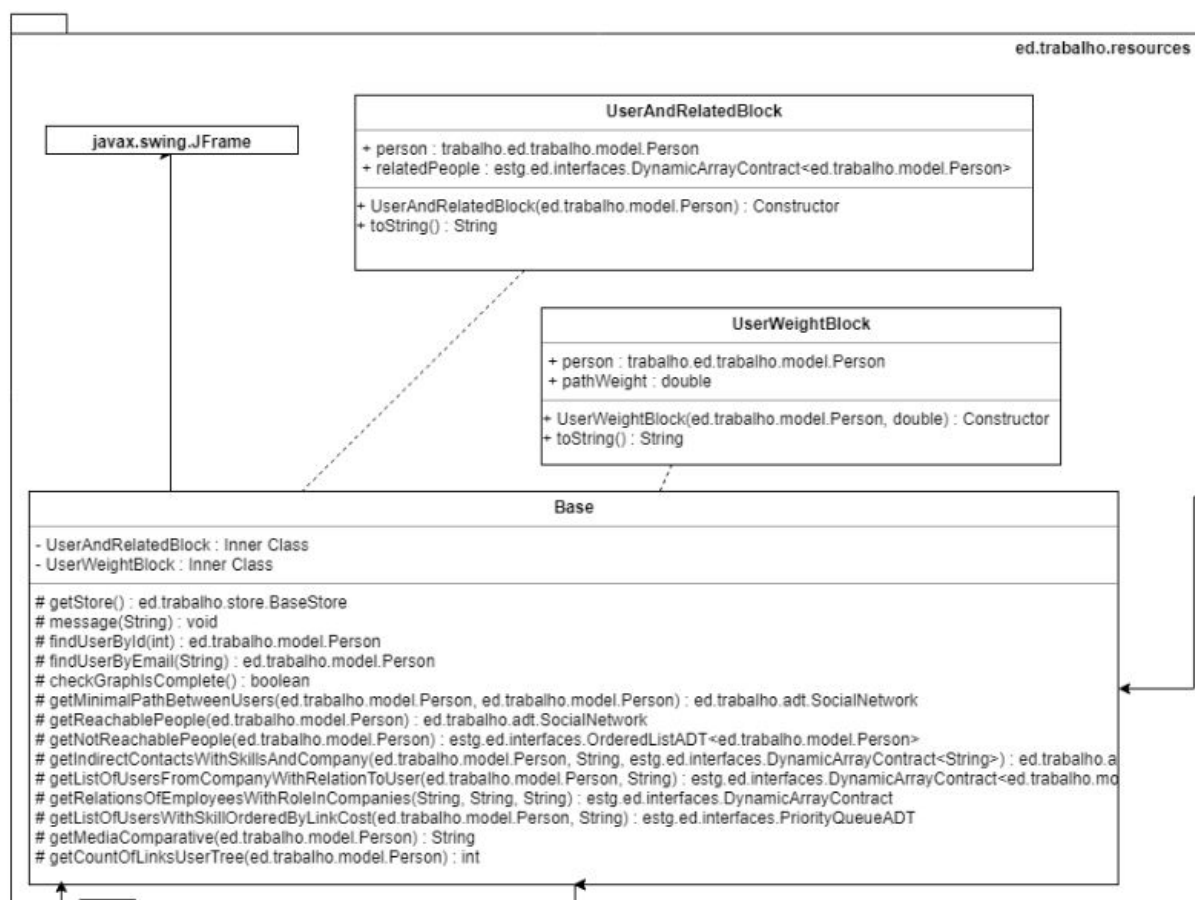 ed.trabalho.resources
UserAndRelatedBlock
+ person : trabalho.ed.trabalho.model.Person
+ relatedPeople : estg.ed.interfaces.DynamicArrayContract<ed.trabalho.model.Person>
+ UserAndRelatedBlock(ed.trabalho.model.Person) : Constructor
+ toString() : String
javax.swing.JFrame
UserWeightBlock
+ person : trabalho.ed.trabalho.model.Person
+ pathWeight : double
+ UserWeightBlock(ed.trabalho.model.Person, double) : Constructor
+ toString() : String
Base
- UserAndRelatedBlock : Inner Class
- UserWeightBlock : Inner Class
# getStore() : ed.trabalho.store.BaseStore
# message(String) : void
# findUserById(int) : ed.trabalho.model.Person
# findUserByEmail(String) : ed.trabalho.model.Person
# checkGraphIsComplete() : boolean
# getMinimalPathBetweenUsers(ed.trabalho.model.Person, ed.trabalho.model.Person) : ed.trabalho.adt.SocialNetwork
# getReachablePeople(ed.trabalho.model.Person) : ed.trabalho.adt.SocialNetwork
# getNotReachablePeople(ed.trabalho.model.Person) : estg.ed.interfaces.OrderedListADT<ed.trabalho.model.Person>
# getIndirectContactsWithSkillsAndCompany(ed.trabalho.model.Person, String, estg.ed.interfaces.DynamicArrayContract<String>) : ed.trabalho.a
# getListOfUsersFromCompanyWithRelationToUser(ed.trabalho.model.Person, String) : estg.ed.interfaces.DynamicArrayContract<ed.trabalho.mo
# getRelationsOfEmployeesWithRoleInCompanies(String, String, String) : estg.ed.interfaces.DynamicArrayContract
# getListOfUsersWithSkillOrderedByLinkCost(ed.trabalho.model.Person, String) : estg.ed.interfaces.PriorityQueueADT
# getMediaComparative(ed.trabalho.model.Person) : String
# getCountOfLinksUserTree(ed.trabalho.model.Person) : int